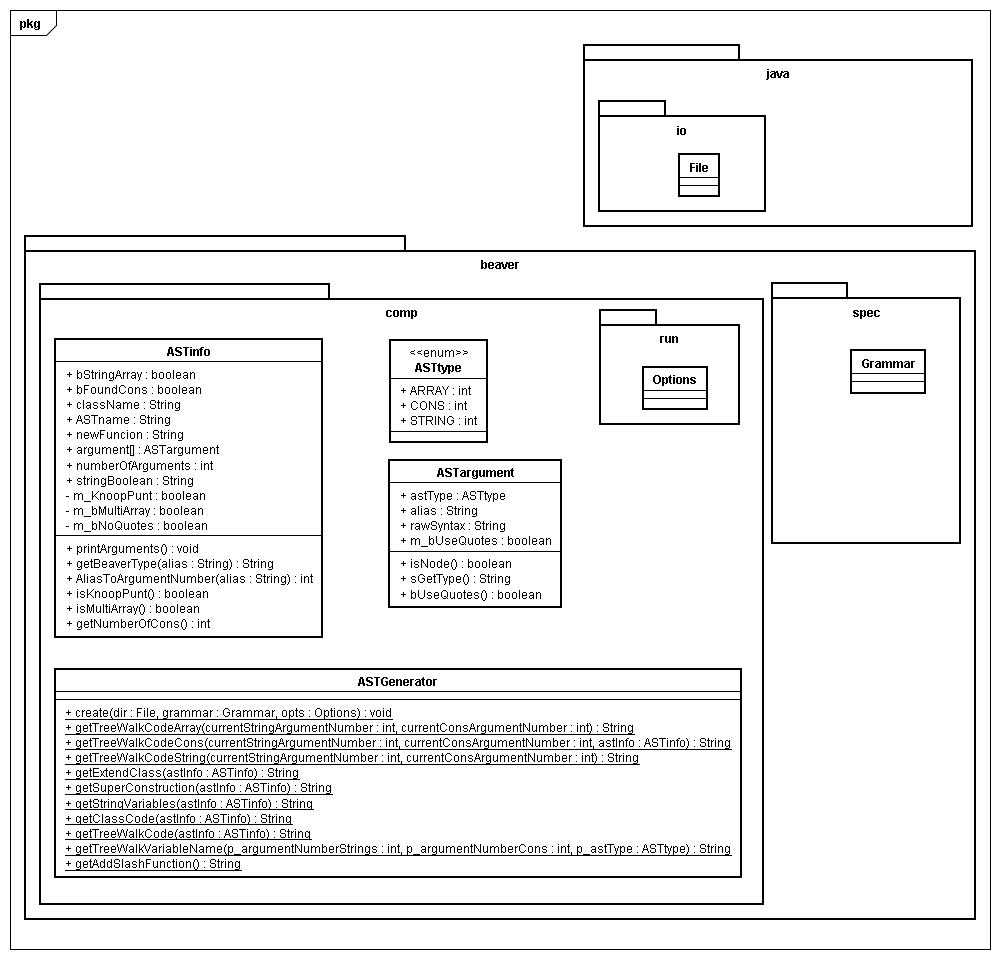 pkg
java
io
File
beaver
comp
ASTinfo
+ bStringArray : boolean
+ bFoundCons : boolean
+ className : String
+ ASTname : String
+ newFuncion : String
+ argument[] : ASTargument
+ numberOfArguments : int
+ stringBoolean : String
- m_KnoopPunt : boolean
- m_bMultiArray : boolean
- m_bNoQuotes : boolean
+ printArguments() : void
+ getBeaverType(alias : String) : String
+ AliasToArgumentNumber(alias : String) : int
+ isKnoopPunt() : boolean
+ isMultiArray() : boolean
+ getNumberOfCons() : int
<<enum>>
ASTtype
+ ARRAY : int
+ CONS : int
+ STRING : int
run
Options
ASTargument
+ astType : ASTtype
+ alias : String
+ rawSyntax : String
+ m_bUseQuotes : boolean
+ isNode() : boolean
+ sGetType() : String
+ bUseQuotes() : boolean
ASTGenerator
+ create(dir : File, grammar : Grammar, opts : Options) : void
+ getTreeWalkCodeArray(currentStringArgumentNumber : int, currentConsArgumentNumber : int) : String
+ getTreeWalkCodeCons(currentStringArgumentNumber : int, currentConsArgumentNumber : int, astInfo : ASTinfo) : String
+ getTreeWalkCodeString(currentStringArgumentNumber : int, currentConsArgumentNumber : int) : String
+ getExtendClass(astInfo : ASTinfo) : String
+ getSuperConstruction(astInfo : ASTinfo) : String
+ getStringVariables(astInfo : ASTinfo) : String
+ getClassCode(astInfo : ASTinfo) : String
+ getTreeWalkCode(astInfo : ASTinfo) : String
+ getTreeWalkVariableName(p_argumentNumberStrings : int, p_argumentNumberCons : int, p_astType : ASTtype) : String
+ getAddSlashFunction() : String
spec
Grammar